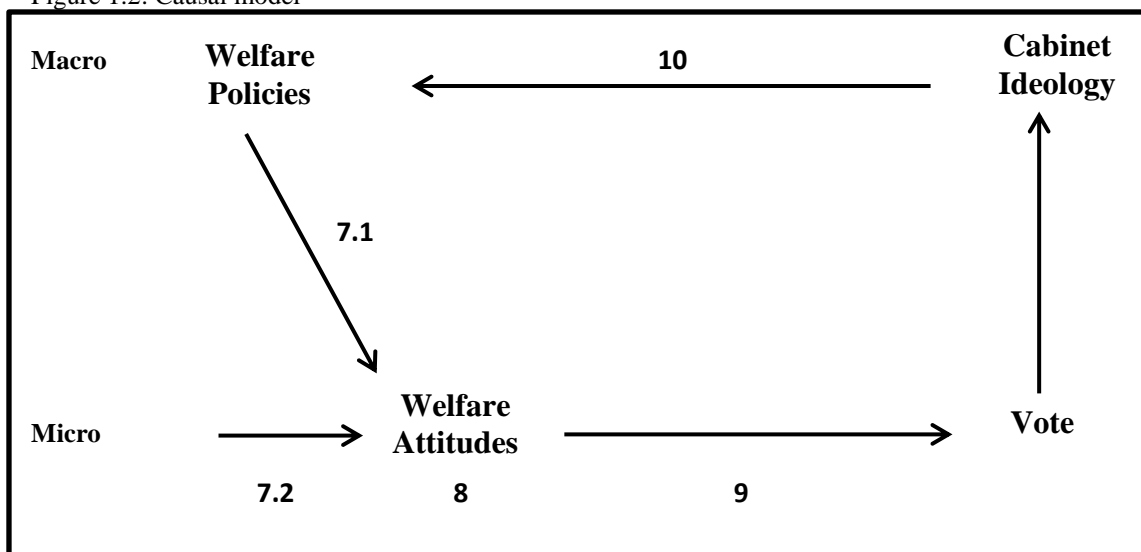 Figure 1.2: Causal model
Macro
Welfare
Policies
10
Cabinet
Ideology
7.1
Micro
Welfare
Attitudes
Vote
7.2
8
9